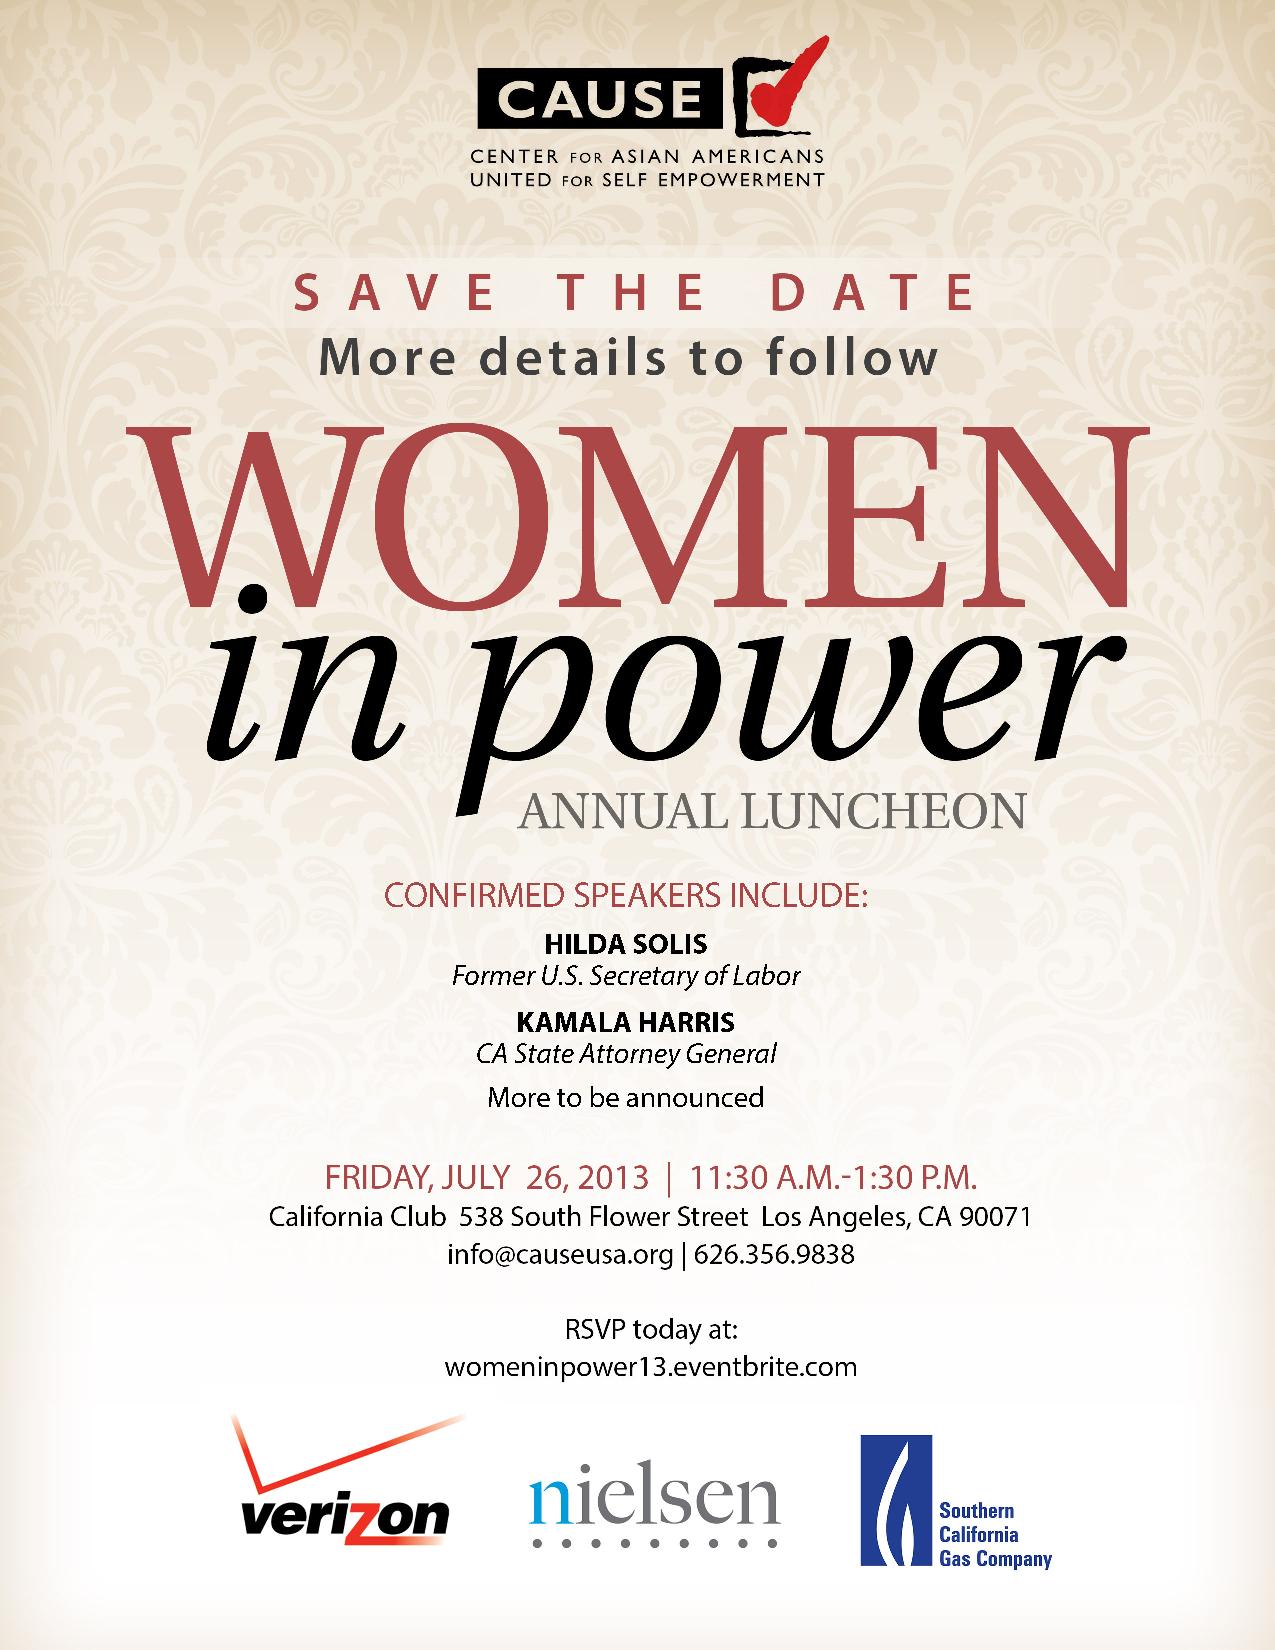 CAUSE
CENTER FOR ASIAN AMERICANS
UNITED FOR SELF EMPOWERMENT
SAVE THE DATE
More details to follow
WOMEN
in power
ANNUAL LUNCHEON
CONFIRMED SPEAKERS INCLUDE:
HILDA SOLIS
Former U.S. Secretary of Labor
KAMALA HARRIS
CA State Attorney General
More to be announced
FRIDAY, JULY 26, 2013 | 11:30 A.M.-1:30 P.M.
California Club 538 South Flower Street Los Angeles, CA 90071
info@causeusa.org | 626.356.9838
RSVP today at:
womeninpower13.eventbrite.com
verizon
nielsen
Southern
California
Gas Company